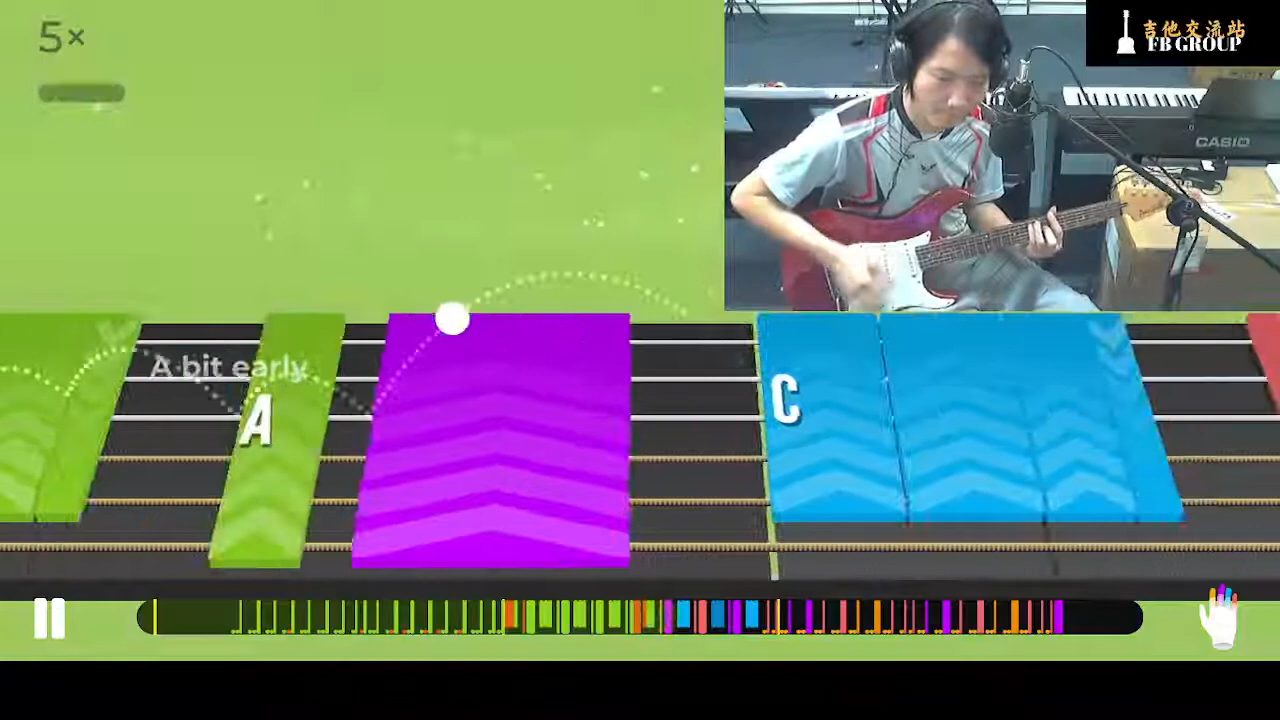 5×
吉他交流站
FB GROUP
A bit early
A
C
CASIO